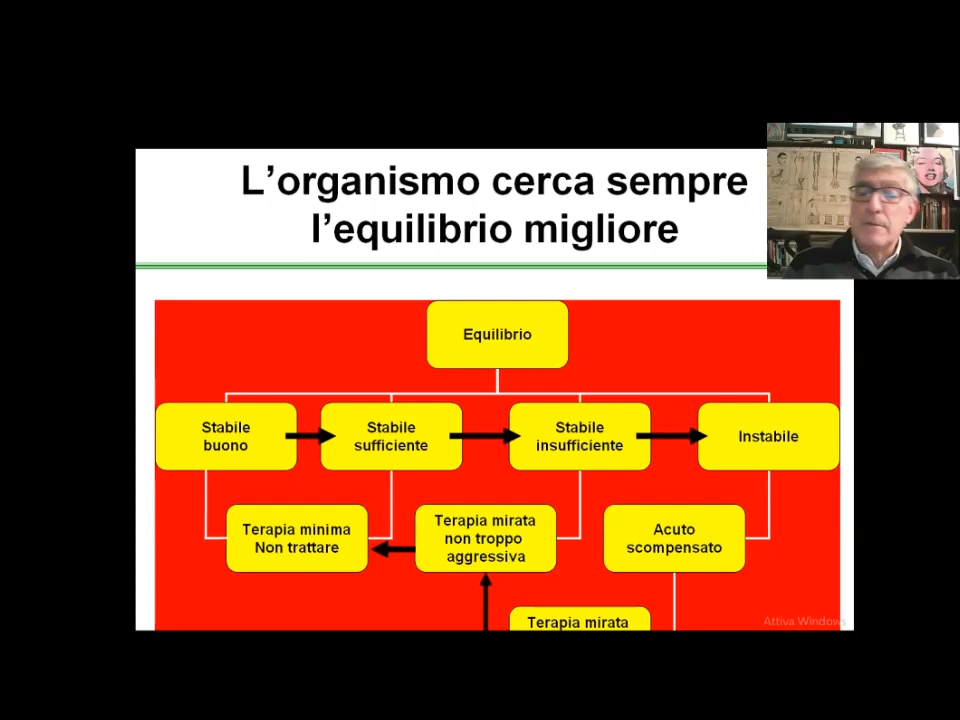 L'organismo cerca sempre
l'equilibrio migliore
Equilibrio
Stabile
buono
Stabile
sufficiente
Stabile
insufficiente
Instabile
Terapia minima
Non trattare
Terapia mirata
non troppo
aggressiva
Acuto
scompensato
Terapia mirata
Attiva Windows